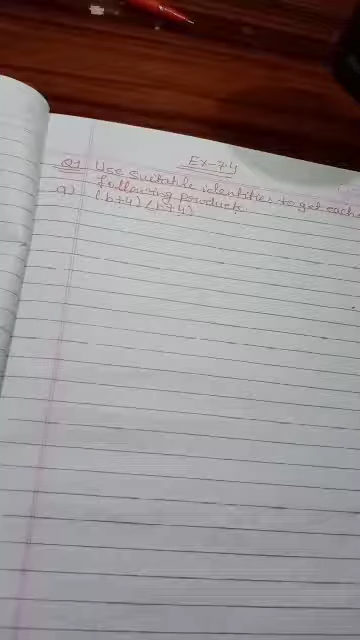 Ex-7.4
Q1 Use suitable identities to get each
following products.
a) (b+4) (b+4)